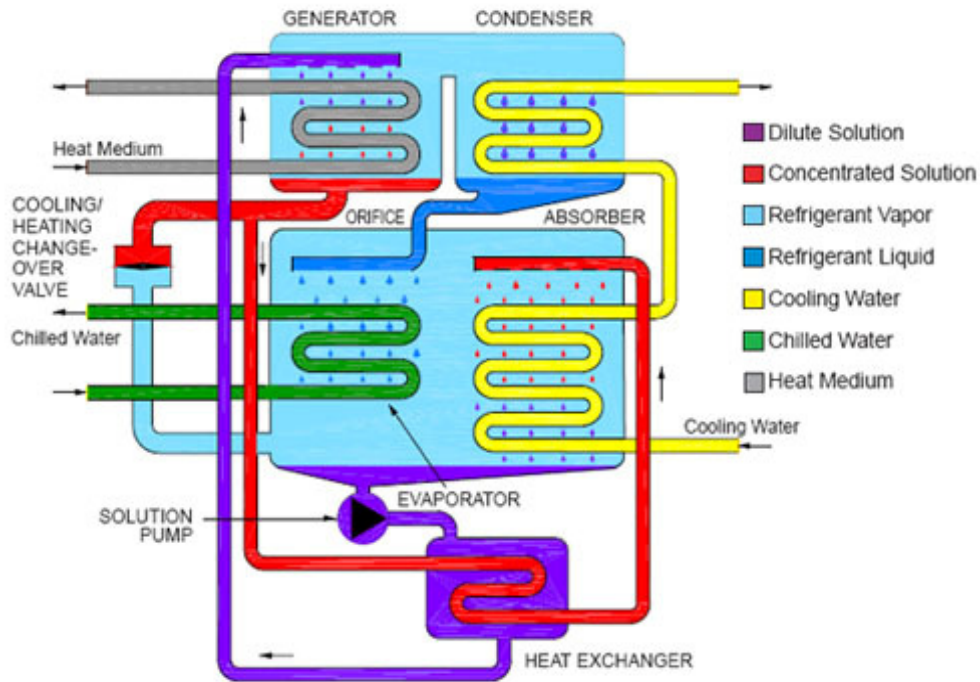 GENERATOR
CONDENSER
Heat Medium
COOLING/
HEATING
CHANGE-
OVER
VALVE
ORIFICE
ABSORBER
Chilled Water
Cooling Water
EVAPORATOR
SOLUTION
PUMP
HEAT EXCHANGER
Dilute Solution
Concentrated Solution
Refrigerant Vapor
Refrigerant Liquid
Cooling Water
Chilled Water
Heat Medium